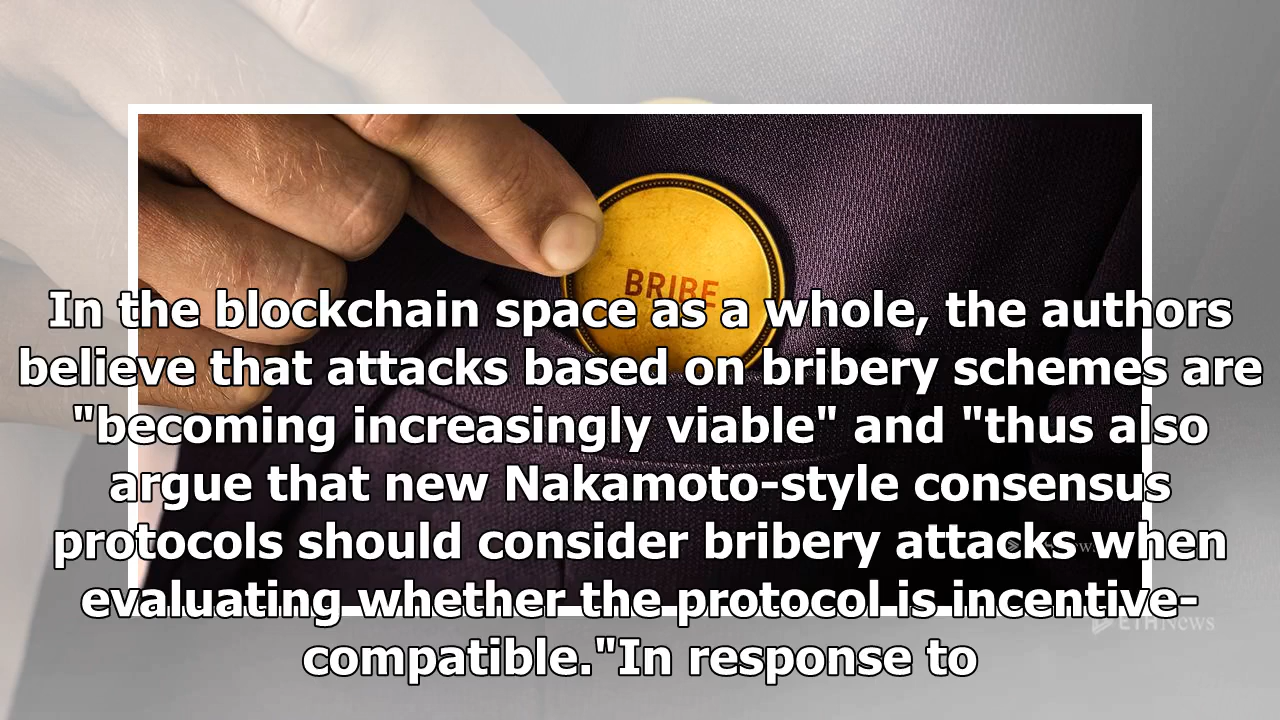 BRIBE
In the blockchain space as a whole, the authors
believe that attacks based on bribery schemes are
"becoming increasingly viable" and "thus also
argue that new Nakamoto-style consensus
protocols should consider bribery attacks when
evaluating whether the protocol is incentive-
compatible."In response to
ETHNews